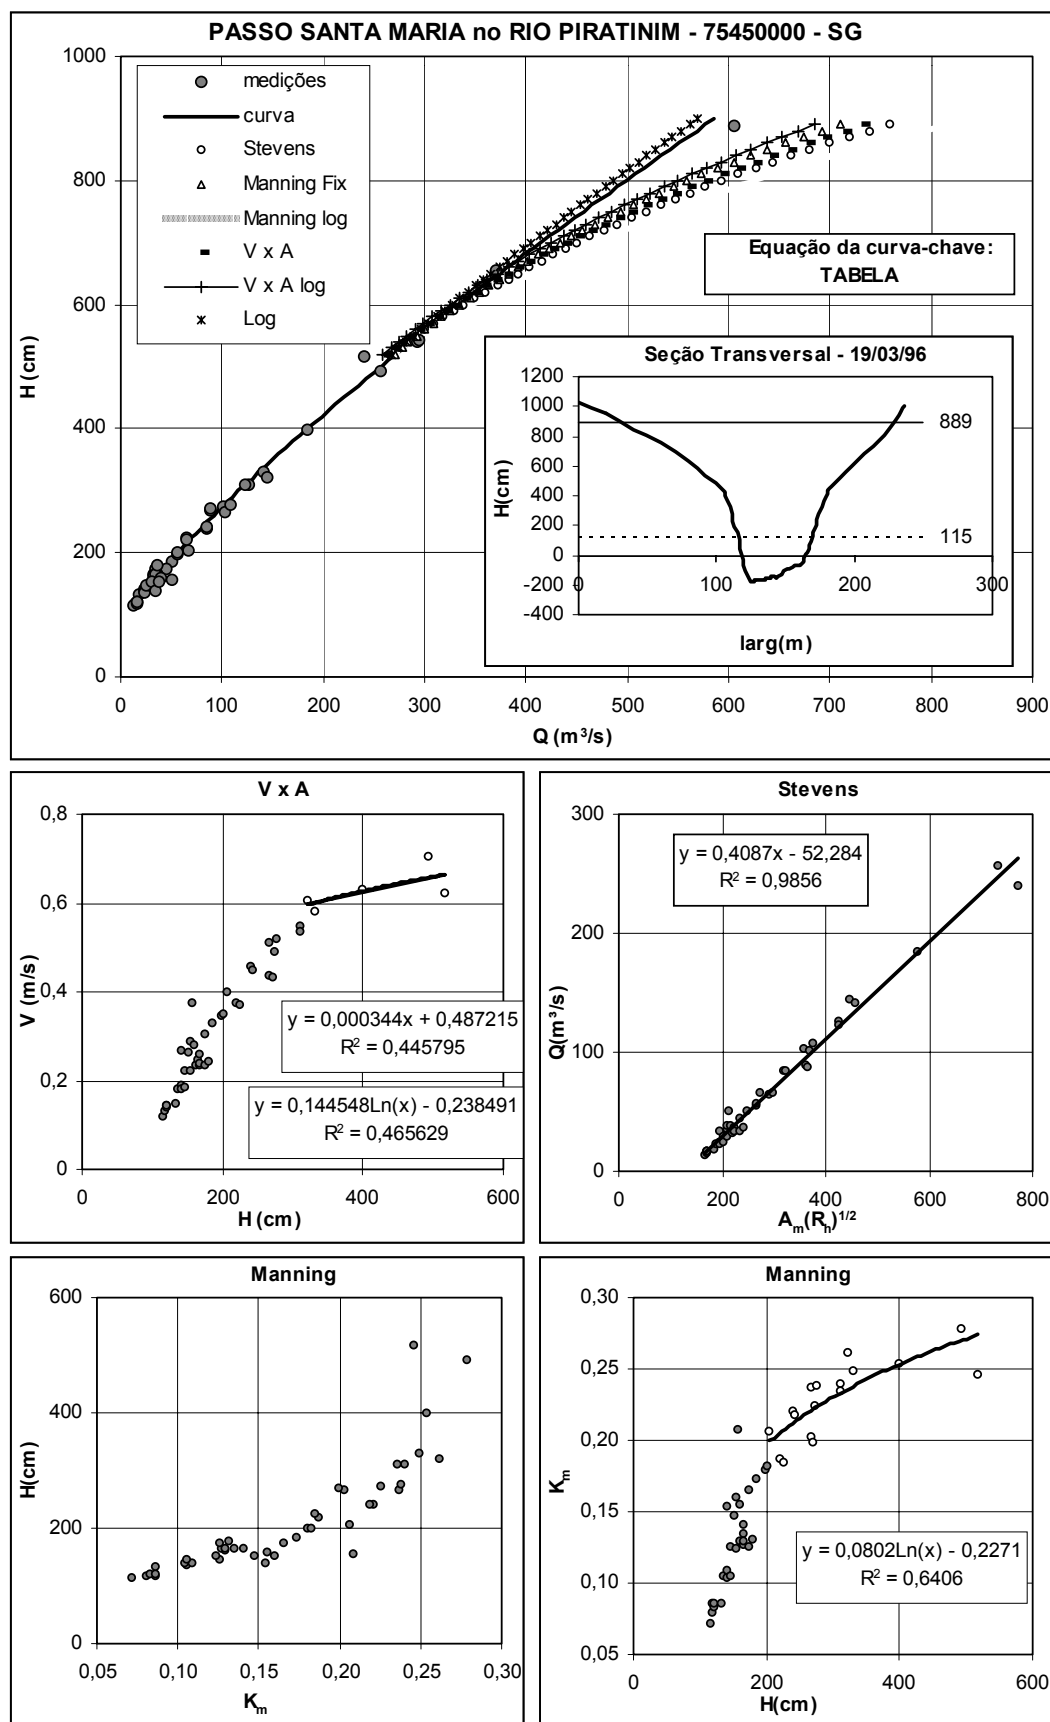 PASSO SANTA MARIA no RIO PIRATINIM - 75450000 - SG
1000
800
600
400
200
0
H (cm)
medições
curva
Stevens
Manning Fix
Manning log
V x A
V x A log
Log
Equação da curva-chave:
TABELA
0 100 200 300 400 500 600 700 800 900
Q (m³/s)
Seção Transversal - 19/03/96
1200
1000
800
600
400
200
0
-200
-400
H(cm)
889
115
0 100 200 300
larg(m)
V x A
0,8
0,6
0,4
0,2
0
V (m/s)
y = 0,000344x + 0,487215
R² = 0,445795
y = 0,144548Ln(x) - 0,238491
R² = 0,465629
0 200 400 600
H (cm)
Stevens
300
200
100
0
Q(m³/s)
y = 0,4087x - 52,284
R² = 0,9856
0 200 400 600 800
Aₘ(Rₕ)¹/²
Manning
600
400
200
0
H(cm)
0,05 0,10 0,15 0,20 0,25 0,30
Kₘ
Manning
0,30
0,25
0,20
0,15
0,10
0,05
Kₘ
y = 0,0802Ln(x) - 0,2271
R² = 0,6406
0 200 400 600
H(cm)